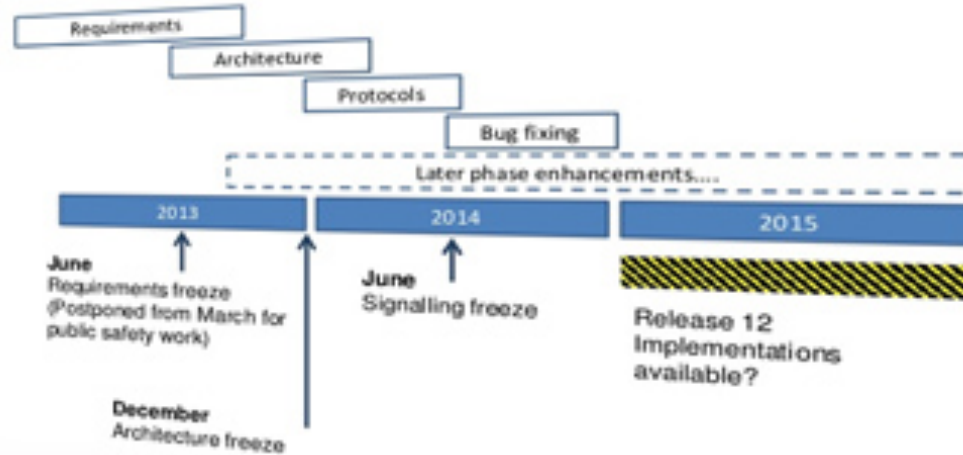 Requirements
Architecture
Protocols
Bug fixing
Later phase enhancements....
2013
2014
2015
June
Requirements freeze
(Postponed from March for
public safety work)
June
Signalling freeze
Release 12
Implementations
available?
December
Architecture freeze